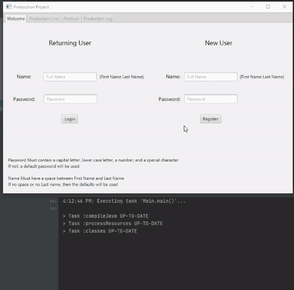 Production Project
Welcome Production Line Produce Production Log
Returning User New User
Name: Full Name (First Name Last Name) Name: Full Name (First Name Last Name)
Password: Password Password: Password
Login Register
Password Must contain a capital letter, lower case letter, a number, and a special character
If not, a default password will be used
Name Must have a space between First Name and Last Name
If no space or no Last name, then the defaults will be used
4:12:44 PM: Executing task 'Main.main()'...
> Task :compileJava UP-TO-DATE
> Task :processResources UP-TO-DATE
> Task :classes UP-TO-DATE